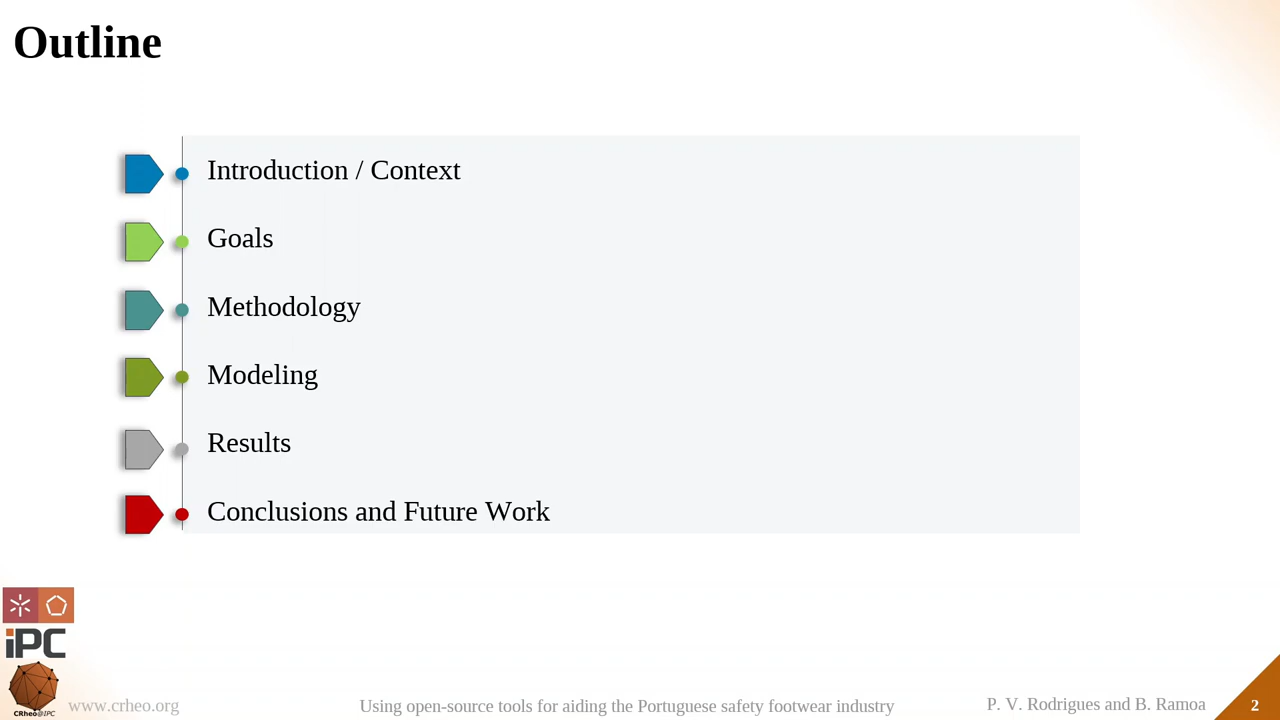 Outline
Introduction / Context
Goals
Methodology
Modeling
Results
Conclusions and Future Work
iPC
CRheo@IPC
www.crheo.org
Using open-source tools for aiding the Portuguese safety footwear industry
P. V. Rodrigues and B. Ramoa
2